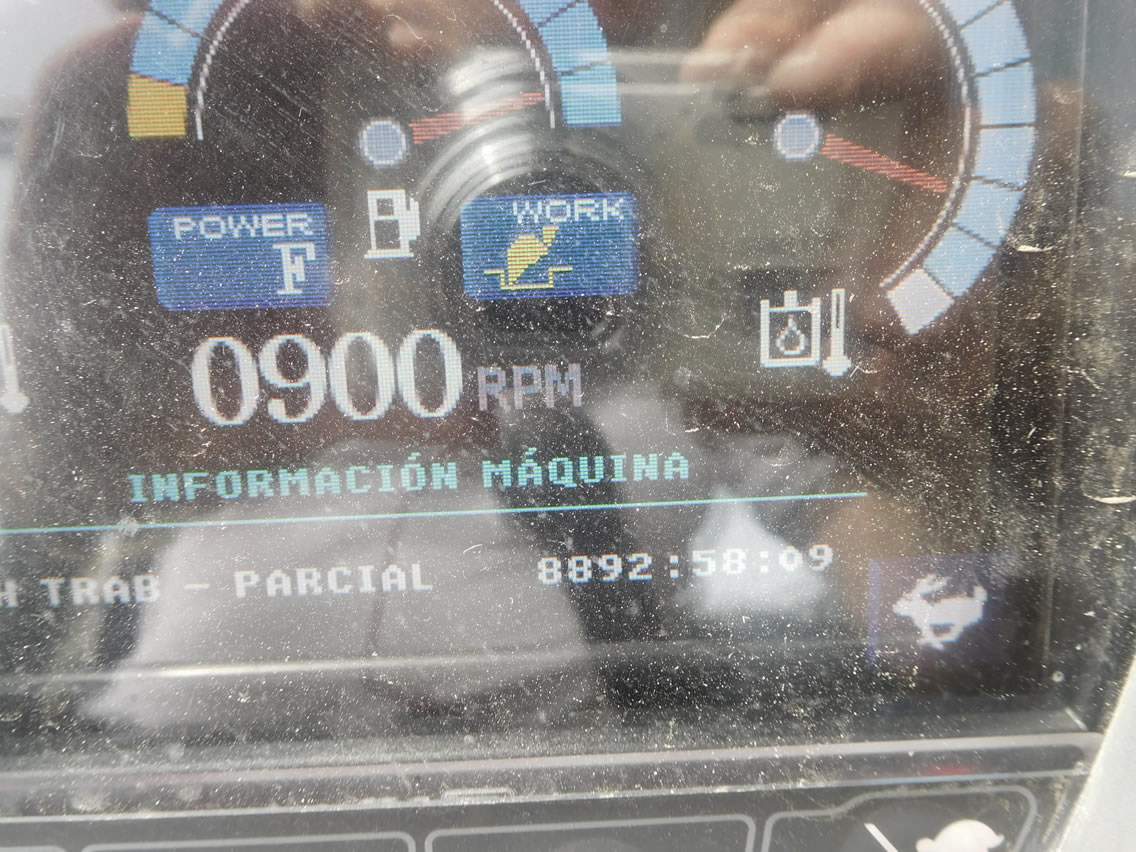 POWER
F
WORK
0900 RPM
INFORMACIÓN MÁQUINA
H TRAB - PARCIAL 8892:58:09